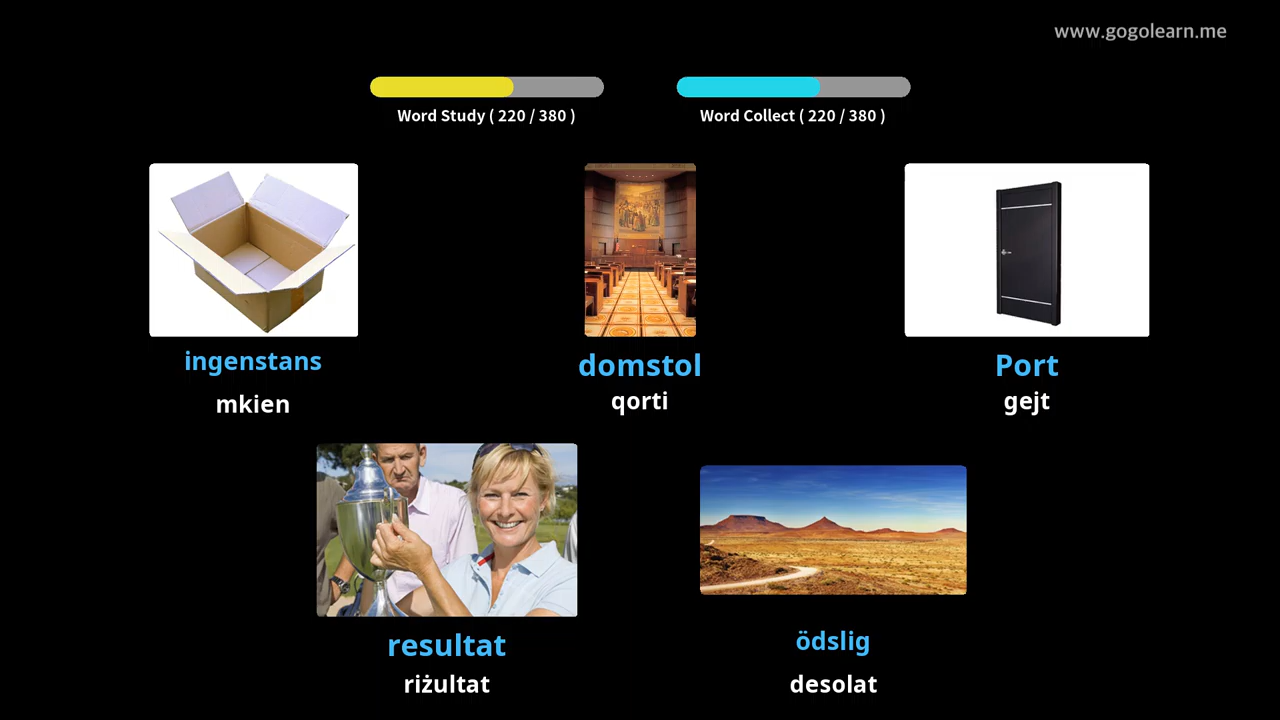 www.gogolearn.me
Word Study ( 220 / 380 )
Word Collect ( 220 / 380 )
ingenstans
mkien
domstol
qorti
Port
gejt
resultat
riżultat
ödslig
desolat